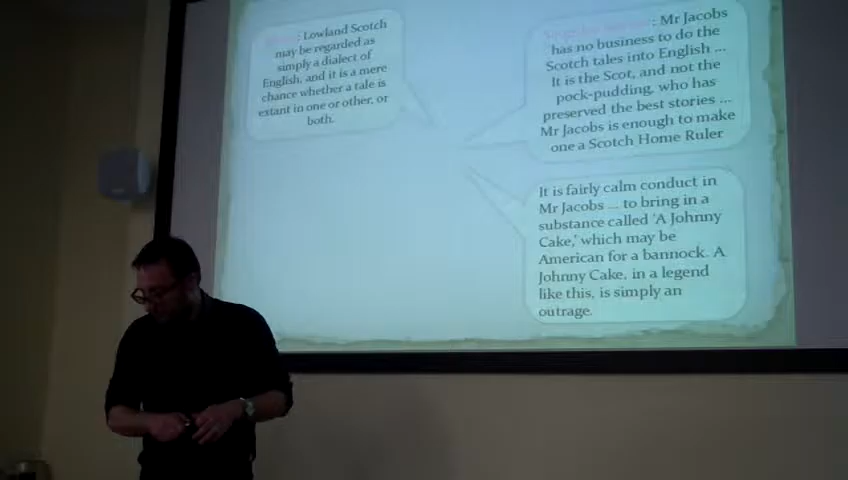 : Lowland Scotch
may be regarded as
simply a dialect of
English, and it is a mere
chance whether a tale is
extant in one or other, or
both.
: Mr Jacobs
has no business to do the
Scotch tales into English ...
It is the Scot, and not the
pock-pudding, who has
preserved the best stories ...
Mr Jacobs is enough to make
one a Scotch Home Ruler
It is fairly calm conduct in
Mr Jacobs ... to bring in a
substance called 'A Johnny
Cake,' which may be
American for a bannock. A
Johnny Cake, in a legend
like this, is simply an
outrage.